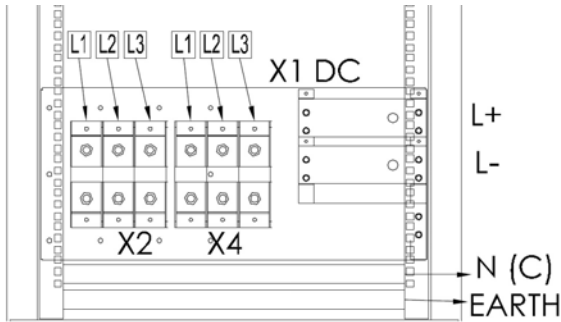 L1 L2 L3 L1 L2 L3
X1 DC
L+
L-
X2 X4
N (C)
EARTH